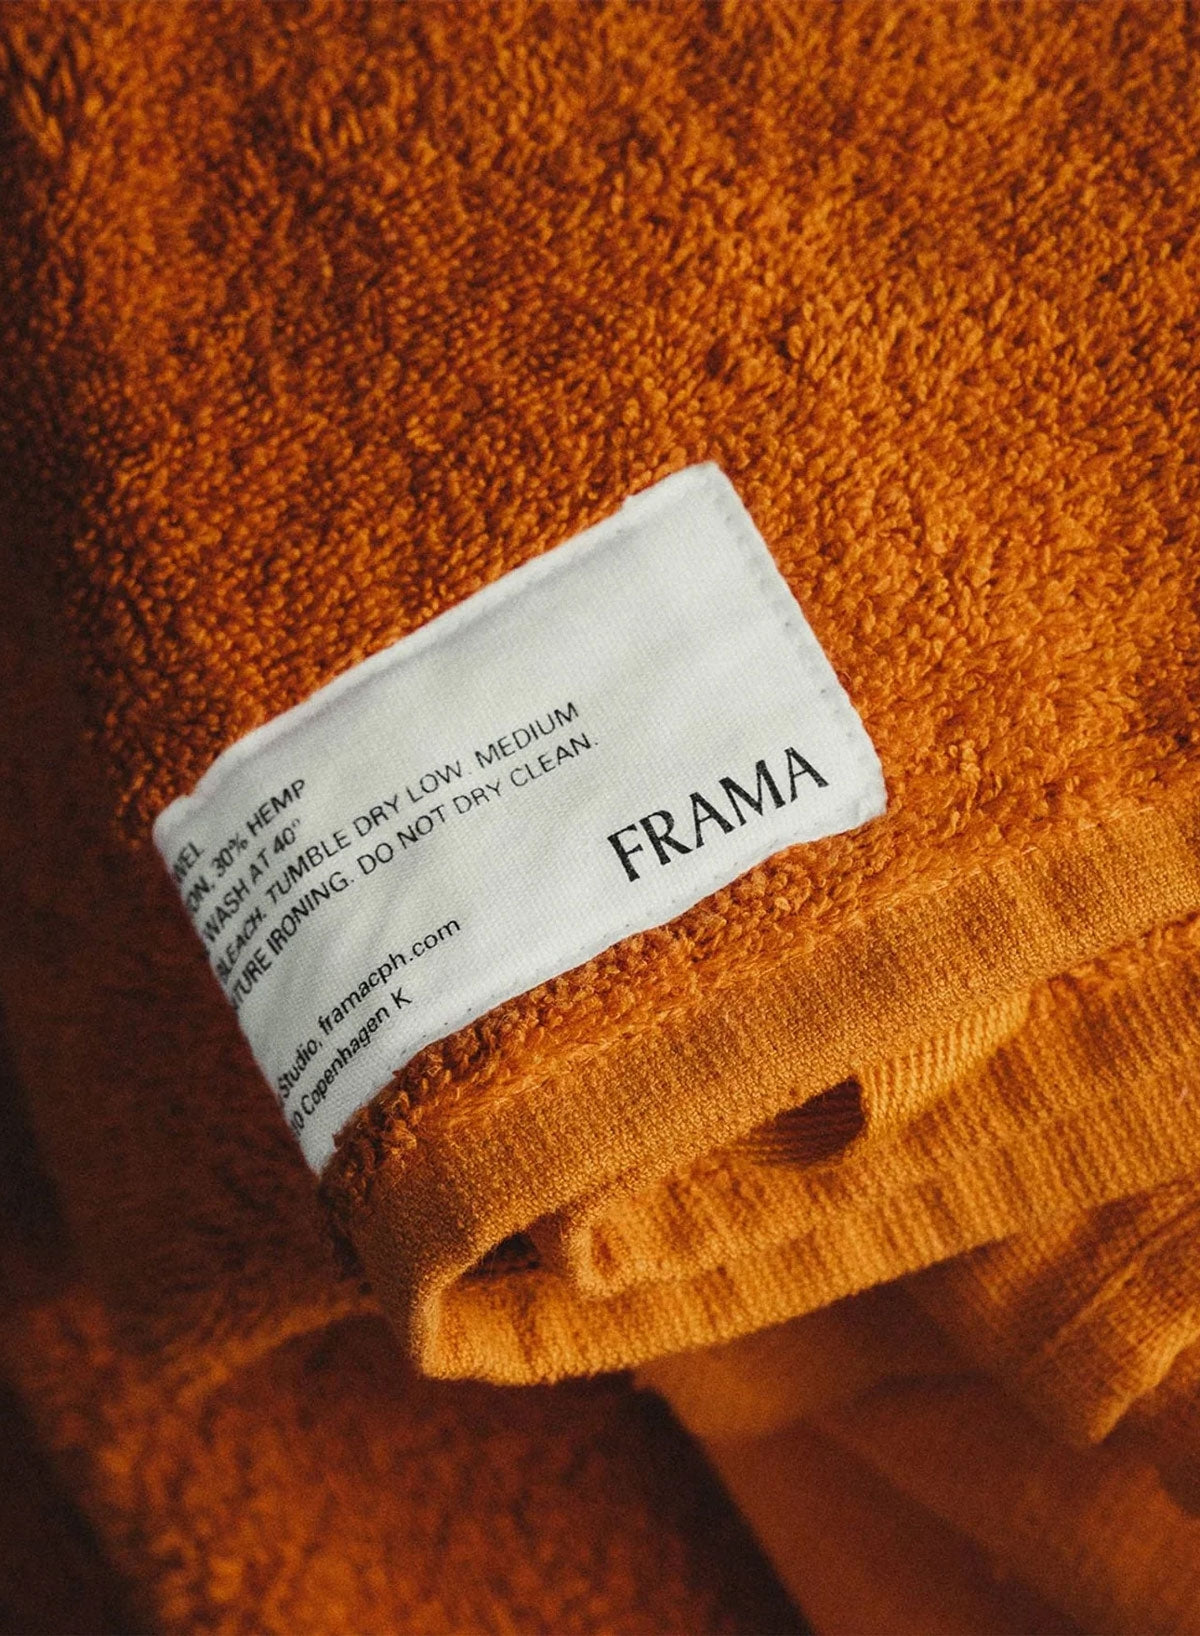 30% HEMP
WASH AT 40°
BLEACH. TUMBLE DRY LOW. MEDIUM
IRONING. DO NOT DRY CLEAN.
Studio, framacph.com
Copenhagen K
FRAMA